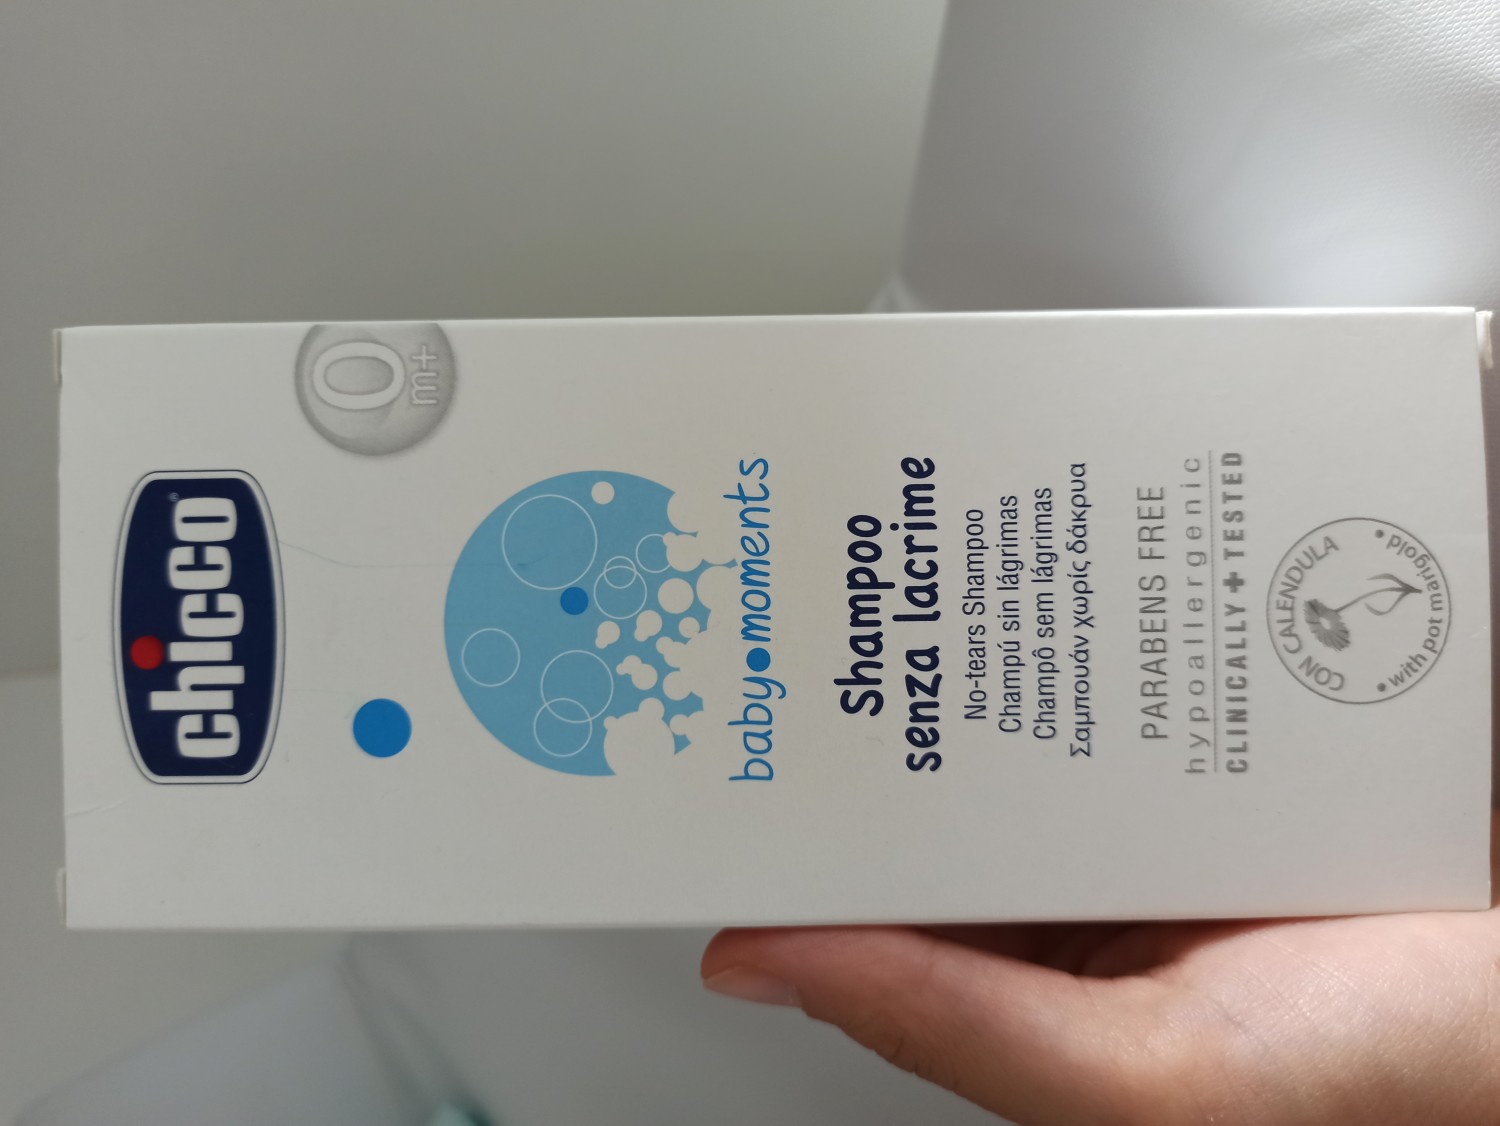 chicco®
0
m+
baby•moments
Shampoo
senza lacrime
No-tears Shampoo
Champú sin lágrimas
Champô sem lágrimas
Σαμπουάν χωρίς δάκρυα
PARABENS FREE
hypoallergenic
CLINICALLY + TESTED
CON CALENDULA
• with pot marigold •